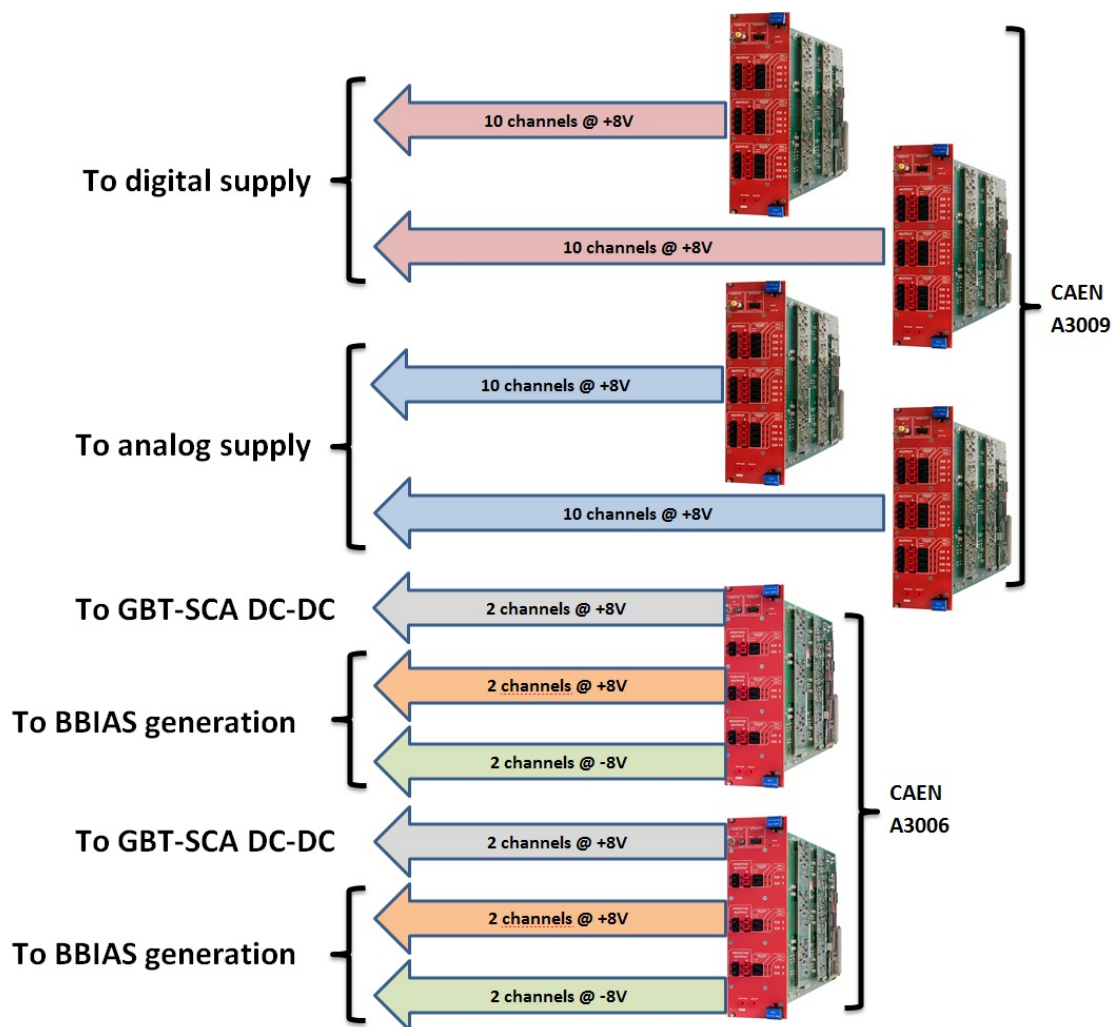 10 channels @ +8V
To digital supply
10 channels @ +8V
CAEN
A3009
10 channels @ +8V
To analog supply
10 channels @ +8V
To GBT-SCA DC-DC
2 channels @ +8V
2 channels @ +8V
To BBIAS generation
2 channels @ -8V
CAEN
A3006
To GBT-SCA DC-DC
2 channels @ +8V
2 channels @ +8V
To BBIAS generation
2 channels @ -8V